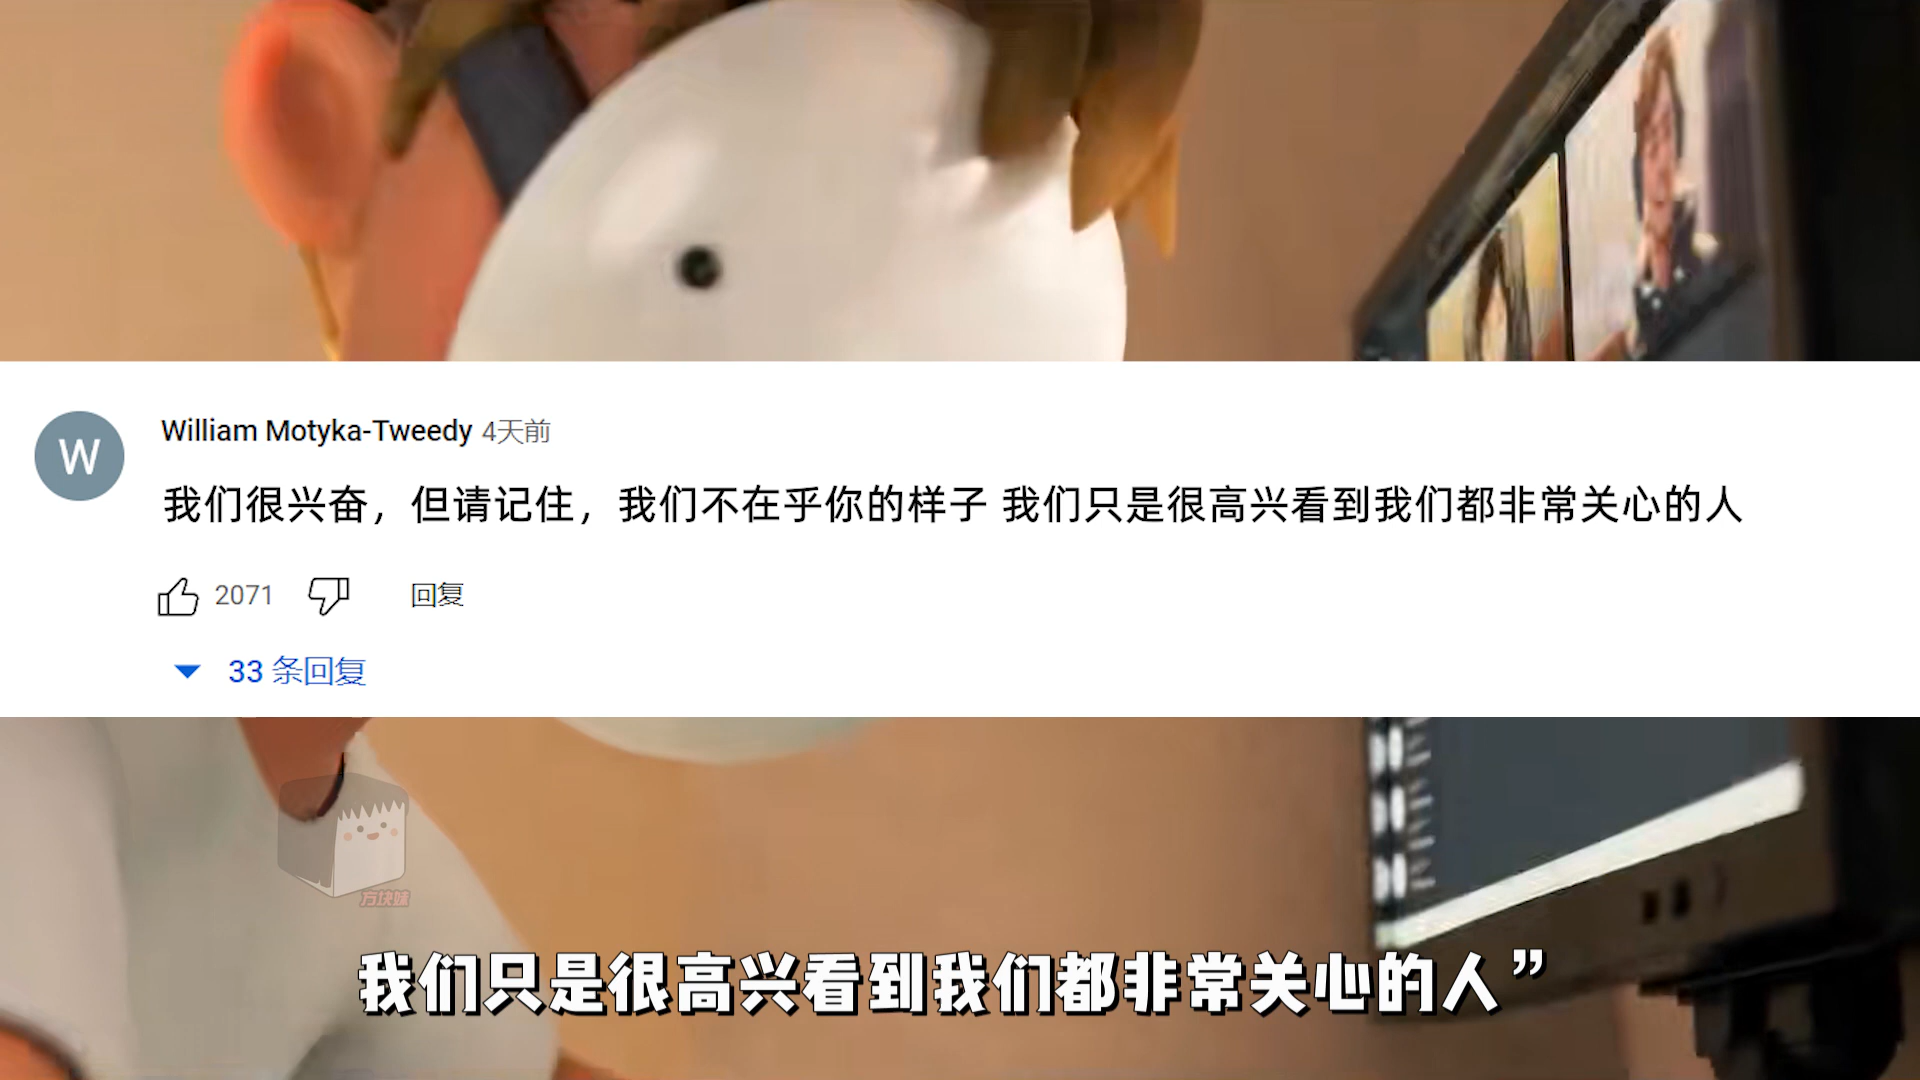 W
William Motyka-Tweedy 4天前
我们很兴奋，但请记住，我们不在乎你的样子 我们只是很高兴看到我们都非常关心的人
2071 回复
33 条回复
方块妹
我们只是很高兴看到我们都非常关心的人”